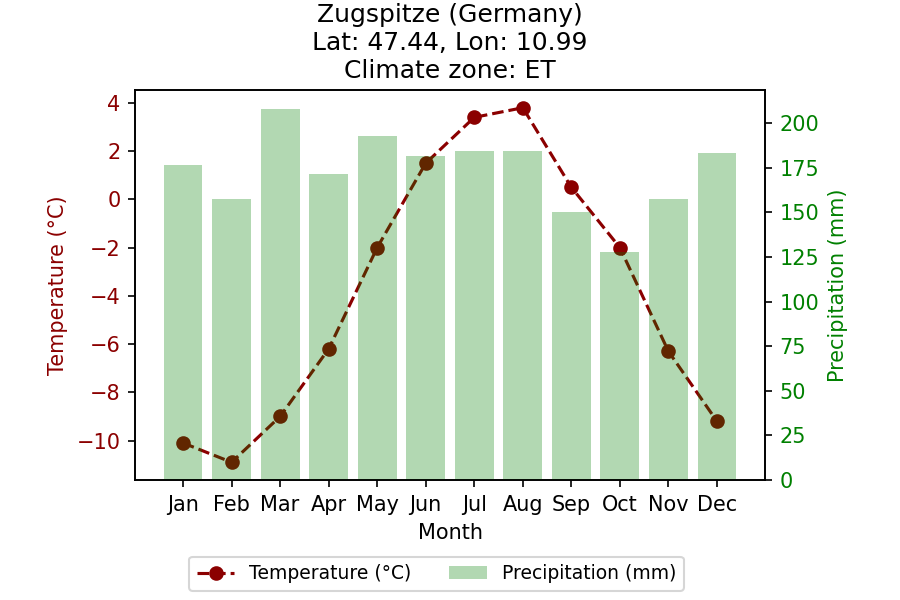 Zugspitze (Germany)
Lat: 47.44, Lon: 10.99
Climate zone: ET
4
2
0
−2
−4
−6
−8
−10
Temperature (°C)
200
175
150
125
100
75
50
25
0
Precipitation (mm)
Jan Feb Mar Apr May Jun Jul Aug Sep Oct Nov Dec
Month
Temperature (°C) Precipitation (mm)